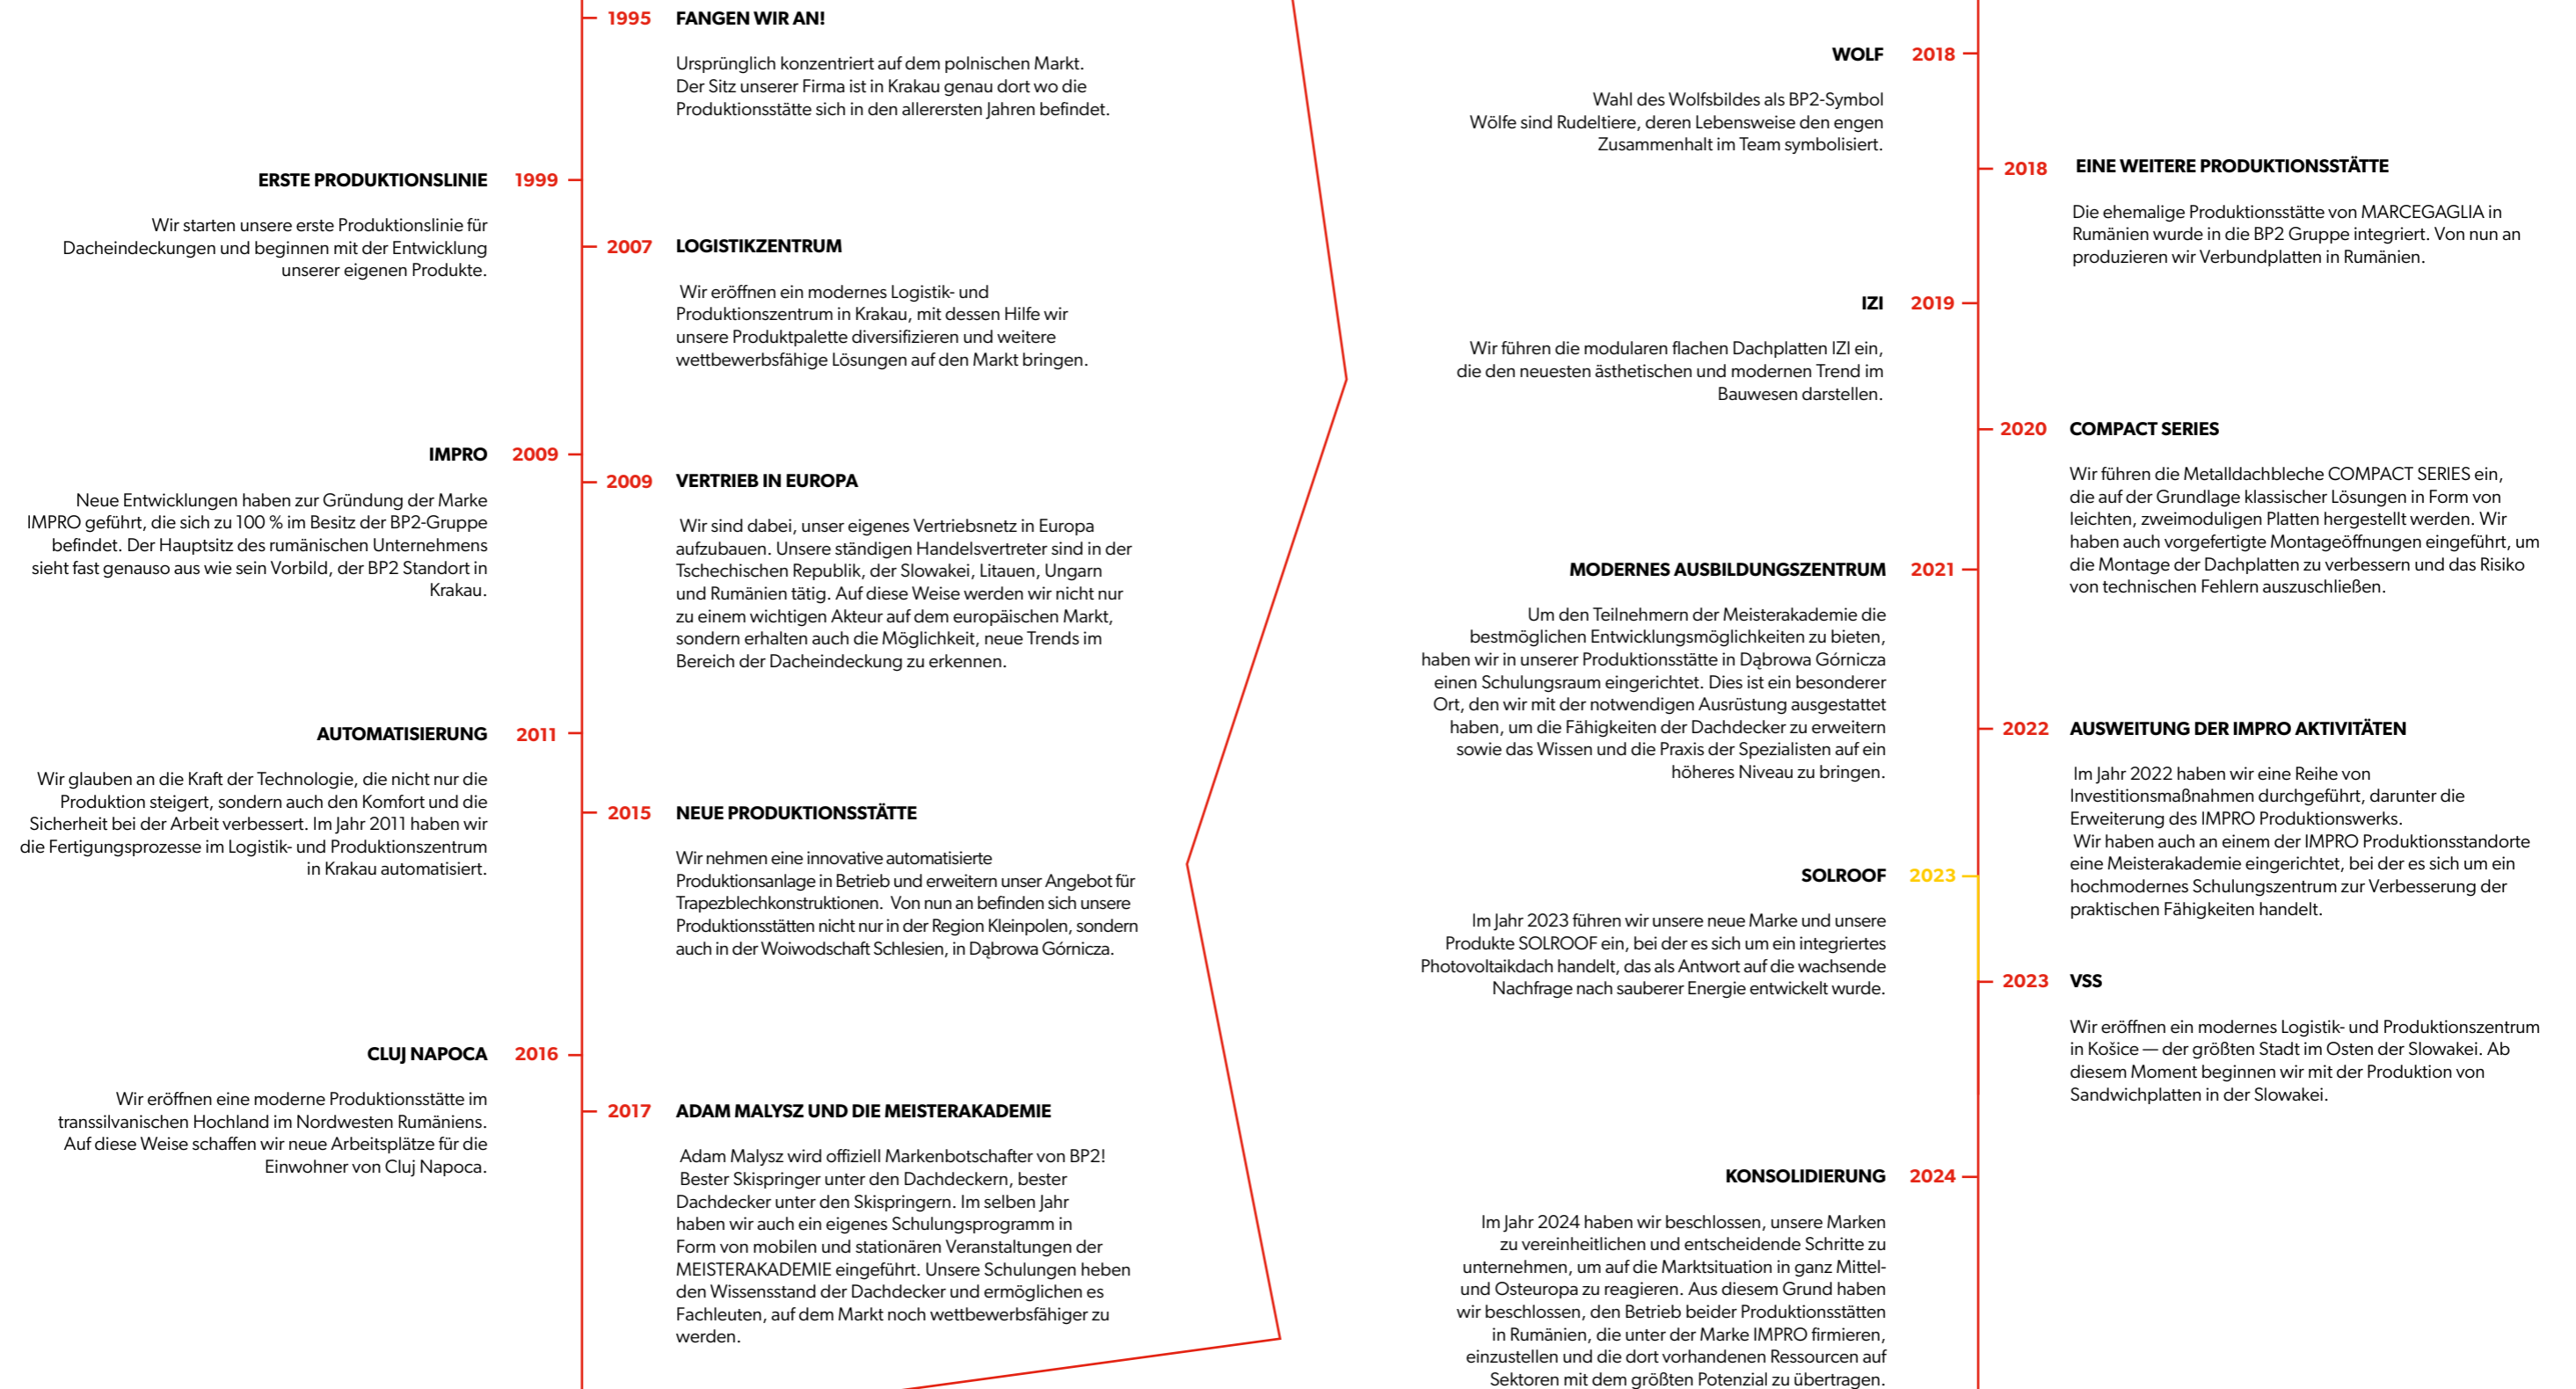 1995 FANGEN WIR AN!
Ursprünglich konzentriert auf dem polnischen Markt.
Der Sitz unserer Firma ist in Krakau genau dort wo die
Produktionsstätte sich in den allerersten Jahren befindet.
ERSTE PRODUKTIONSLINIE 1999
Wir starten unsere erste Produktionslinie für
Dacheindeckungen und beginnen mit der Entwicklung
unserer eigenen Produkte.
2007 LOGISTIKZENTRUM
Wir eröffnen ein modernes Logistik- und
Produktionszentrum in Krakau, mit dessen Hilfe wir
unsere Produktpalette diversifizieren und weitere
wettbewerbsfähige Lösungen auf den Markt bringen.
IMPRO 2009
Neue Entwicklungen haben zur Gründung der Marke
IMPRO geführt, die sich zu 100 % im Besitz der BP2-Gruppe
befindet. Der Hauptsitz des rumänischen Unternehmens
sieht fast genauso aus wie sein Vorbild, der BP2 Standort in
Krakau.
2009 VERTRIEB IN EUROPA
Wir sind dabei, unser eigenes Vertriebsnetz in Europa
aufzubauen. Unsere ständigen Handelsvertreter sind in der
Tschechischen Republik, der Slowakei, Litauen, Ungarn
und Rumänien tätig. Auf diese Weise werden wir nicht nur
zu einem wichtigen Akteur auf dem europäischen Markt,
sondern erhalten auch die Möglichkeit, neue Trends im
Bereich der Dacheindeckung zu erkennen.
AUTOMATISIERUNG 2011
Wir glauben an die Kraft der Technologie, die nicht nur die
Produktion steigert, sondern auch den Komfort und die
Sicherheit bei der Arbeit verbessert. Im Jahr 2011 haben wir
die Fertigungsprozesse im Logistik- und Produktionszentrum
in Krakau automatisiert.
2015 NEUE PRODUKTIONSSTÄTTE
Wir nehmen eine innovative automatisierte
Produktionsanlage in Betrieb und erweitern unser Angebot für
Trapezblechkonstruktionen. Von nun an befinden sich unsere
Produktionsstätten nicht nur in der Region Kleinpolen, sondern
auch in der Woiwodschaft Schlesien, in Dąbrowa Górnicza.
CLUJ NAPOCA 2016
Wir eröffnen eine moderne Produktionsstätte im
transsilvanischen Hochland im Nordwesten Rumäniens.
Auf diese Weise schaffen wir neue Arbeitsplätze für die
Einwohner von Cluj Napoca.
2017 ADAM MALYSZ UND DIE MEISTERAKADEMIE
Adam Malysz wird offiziell Markenbotschafter von BP2!
Bester Skispringer unter den Dachdeckern, bester
Dachdecker unter den Skispringern. Im selben Jahr
haben wir auch ein eigenes Schulungsprogramm in
Form von mobilen und stationären Veranstaltungen der
MEISTERAKADEMIE eingeführt. Unsere Schulungen heben
den Wissensstand der Dachdecker und ermöglichen es
Fachleuten, auf dem Markt noch wettbewerbsfähiger zu
werden.
WOLF 2018
Wahl des Wolfsbildes als BP2-Symbol
Wölfe sind Rudeltiere, deren Lebensweise den engen
Zusammenhalt im Team symbolisiert.
2018 EINE WEITERE PRODUKTIONSSTÄTTE
Die ehemalige Produktionsstätte von MARCEGAGLIA in
Rumänien wurde in die BP2 Gruppe integriert. Von nun an
produzieren wir Verbundplatten in Rumänien.
IZI 2019
Wir führen die modularen flachen Dachplatten IZI ein,
die den neuesten ästhetischen und modernen Trend im
Bauwesen darstellen.
2020 COMPACT SERIES
Wir führen die Metalldachbleche COMPACT SERIES ein,
die auf der Grundlage klassischer Lösungen in Form von
leichten, zweimoduligen Platten hergestellt werden. Wir
haben auch vorgefertigte Montageöffnungen eingeführt, um
die Montage der Dachplatten zu verbessern und das Risiko
von technischen Fehlern auszuschließen.
MODERNES AUSBILDUNGSZENTRUM 2021
Um den Teilnehmern der Meisterakademie die
bestmöglichen Entwicklungsmöglichkeiten zu bieten,
haben wir in unserer Produktionsstätte in Dąbrowa Górnicza
einen Schulungsraum eingerichtet. Dies ist ein besonderer
Ort, den wir mit der notwendigen Ausrüstung ausgestattet
haben, um die Fähigkeiten der Dachdecker zu erweitern
sowie das Wissen und die Praxis der Spezialisten auf ein
höheres Niveau zu bringen.
2022 AUSWEITUNG DER IMPRO AKTIVITÄTEN
Im Jahr 2022 haben wir eine Reihe von
Investitionsmaßnahmen durchgeführt, darunter die
Erweiterung des IMPRO Produktionswerks.
Wir haben auch an einem der IMPRO Produktionsstandorte
eine Meisterakademie eingerichtet, bei der es sich um ein
hochmodernes Schulungszentrum zur Verbesserung der
praktischen Fähigkeiten handelt.
SOLROOF 2023
Im Jahr 2023 führen wir unsere neue Marke und unsere
Produkte SOLROOF ein, bei der es sich um ein integriertes
Photovoltaikdach handelt, das als Antwort auf die wachsende
Nachfrage nach sauberer Energie entwickelt wurde.
2023 VSS
Wir eröffnen ein modernes Logistik- und Produktionszentrum
in Košice — der größten Stadt im Osten der Slowakei. Ab
diesem Moment beginnen wir mit der Produktion von
Sandwichplatten in der Slowakei.
KONSOLIDIERUNG 2024
Im Jahr 2024 haben wir beschlossen, unsere Marken
zu vereinheitlichen und entscheidende Schritte zu
unternehmen, um auf die Marktsituation in ganz Mittel-
und Osteuropa zu reagieren. Aus diesem Grund haben
wir beschlossen, den Betrieb beider Produktionsstätten
in Rumänien, die unter der Marke IMPRO firmieren,
einzustellen und die dort vorhandenen Ressourcen auf
Sektoren mit dem größten Potenzial zu übertragen.